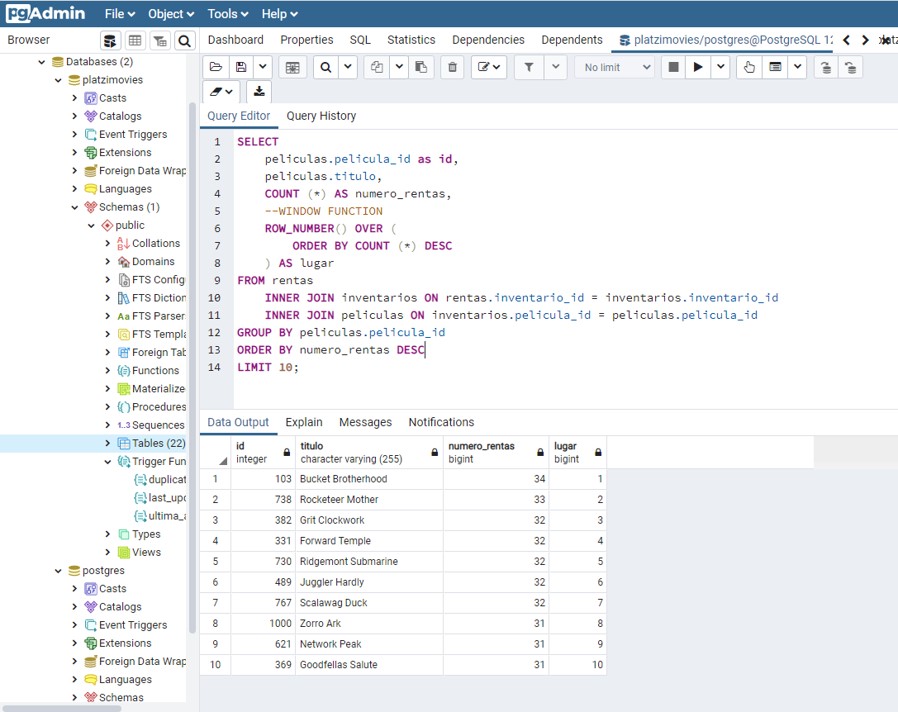 pgAdmin File Object Tools Help
Browser
Dashboard Properties SQL Statistics Dependencies Dependents platzimovies/postgres@PostgreSQL 12
No limit
Databases (2)
platzimovies
Casts
Catalogs
Event Triggers
Extensions
Foreign Data Wrap
Languages
Schemas (1)
public
Collations
Domains
FTS Config
FTS Diction
FTS Parser
FTS Templa
Foreign Tab
Functions
Materialize
Procedures
1..3 Sequences
Tables (22)
Trigger Fun
duplicat
last_upd
ultima_a
Types
Views
postgres
Casts
Catalogs
Event Triggers
Extensions
Foreign Data Wrap
Languages
Schemas
Query Editor Query History
1 SELECT
2 peliculas.pelicula_id as id,
3 peliculas.titulo,
4 COUNT (*) AS numero_rentas,
5 --WINDOW FUNCTION
6 ROW_NUMBER() OVER (
7 ORDER BY COUNT (*) DESC
8 ) AS lugar
9 FROM rentas
10 INNER JOIN inventarios ON rentas.inventario_id = inventarios.inventario_id
11 INNER JOIN peliculas ON inventarios.pelicula_id = peliculas.pelicula_id
12 GROUP BY peliculas.pelicula_id
13 ORDER BY numero_rentas DESC
14 LIMIT 10;
Data Output Explain Messages Notifications
id titulo numero_rentas lugar
integer character varying (255) bigint bigint
1 103 Bucket Brotherhood 34 1
2 738 Rocketeer Mother 33 2
3 382 Grit Clockwork 32 3
4 331 Forward Temple 32 4
5 730 Ridgemont Submarine 32 5
6 489 Juggler Hardly 32 6
7 767 Scalawag Duck 32 7
8 1000 Zorro Ark 31 8
9 621 Network Peak 31 9
10 369 Goodfellas Salute 31 10